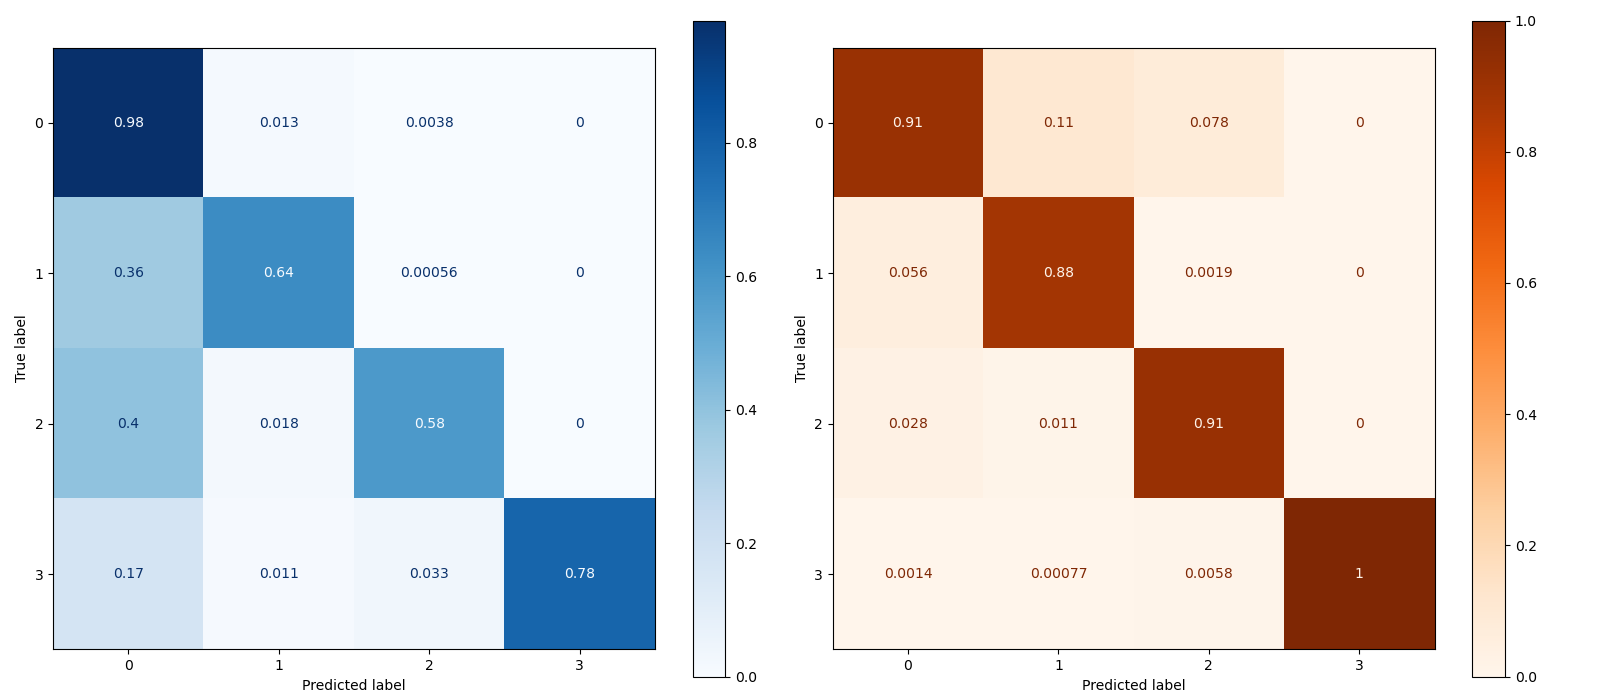 0.98 0.013 0.0038 0
0.36 0.64 0.00056 0
0.4 0.018 0.58 0
0.17 0.011 0.033 0.78
0
1
2
3
True label
0 1 2 3
Predicted label
0.8
0.6
0.4
0.2
0.0
0.91 0.11 0.078 0
0.056 0.88 0.0019 0
0.028 0.011 0.91 0
0.0014 0.00077 0.0058 1
0
1
2
3
True label
0 1 2 3
Predicted label
1.0
0.8
0.6
0.4
0.2
0.0